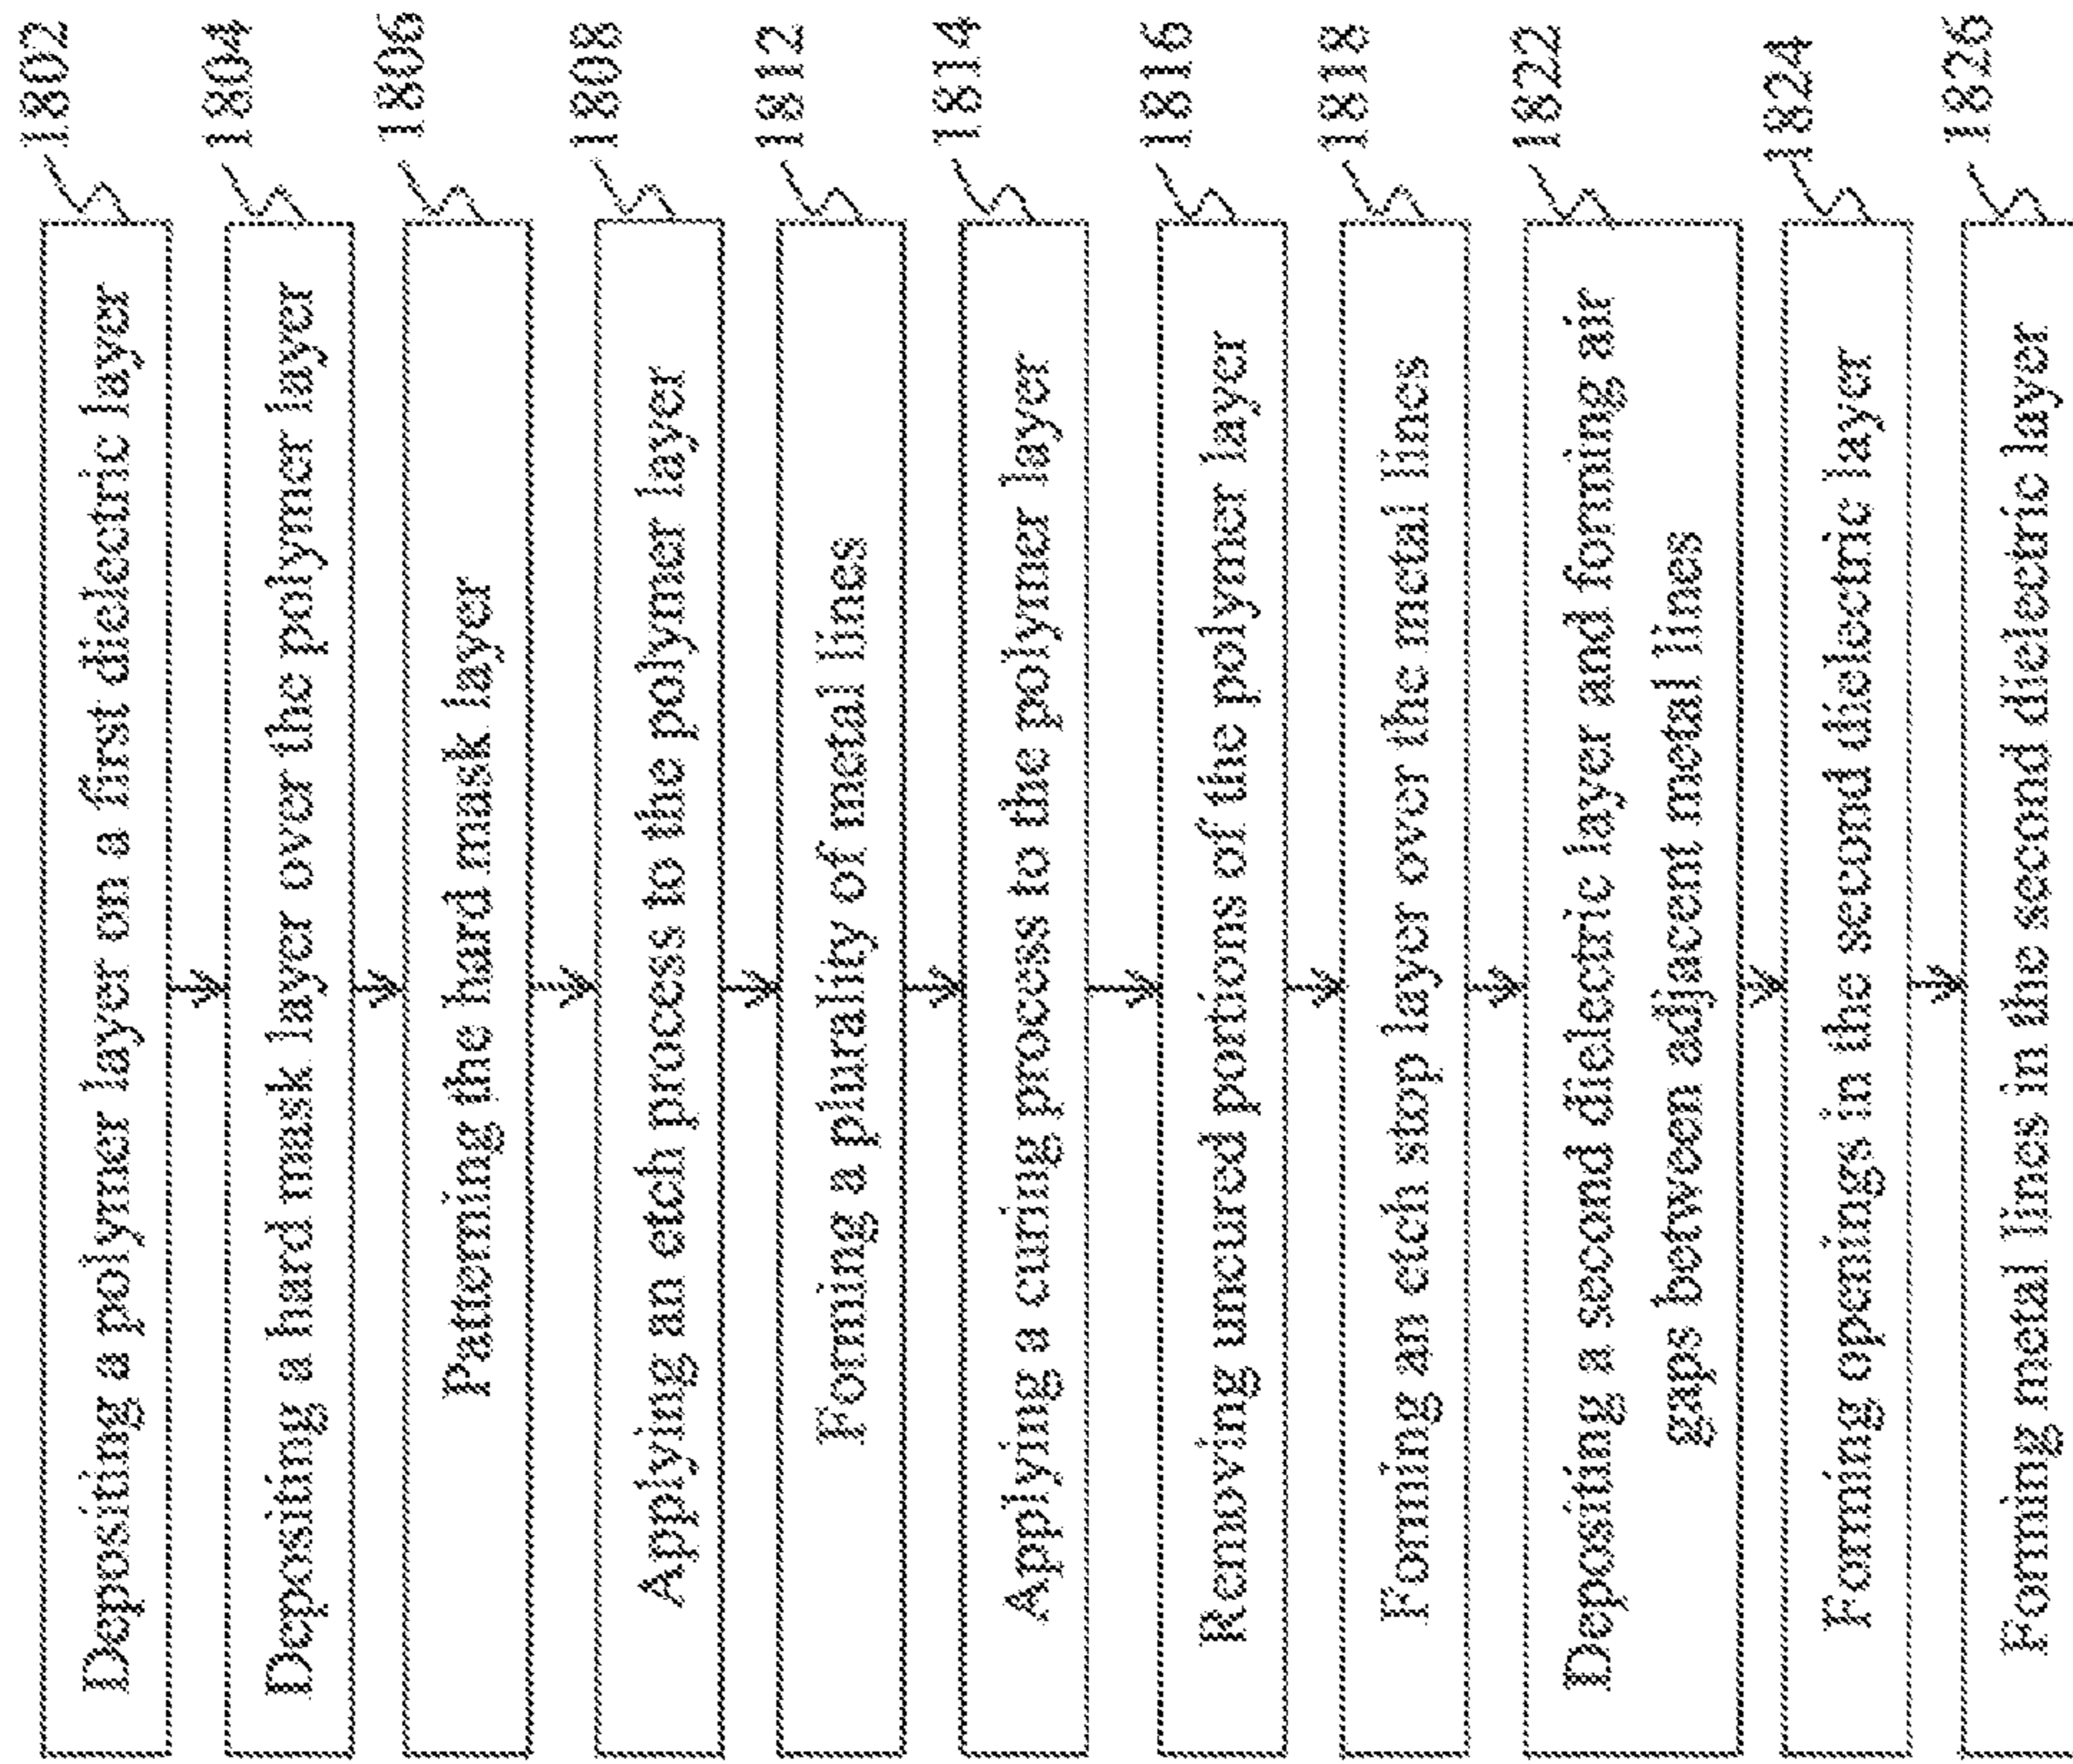 Depositing a polymer layer on a first dielectric layer 1802
Depositing a hard mask layer over the polymer layer 1804
Patterning the hard mask layer 1806
Applying an etch process to the polymer layer 1808
Forming a plurality of metal lines 1812
Applying a curing process to the polymer layer 1814
Removing uncured portions of the polymer layer 1816
Forming an etch stop layer over the metal lines 1818
Depositing a second dielectric layer and forming air 1822
gaps between adjacent metal lines
Forming openings in the second dielectric layer 1824
Forming metal lines in the second dielectric layer 1826